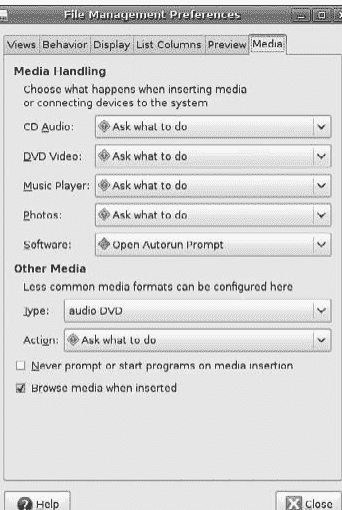 File Management Preferences
Views Behavior Display List Columns Preview Media
Media Handling
Choose what happens when inserting media
or connecting devices to the system
CD Audio: Ask what to do
DVD Video: Ask what to do
Music Player: Ask what to do
Photos: Ask what to do
Software: Open Autorun Prompt
Other Media
Less common media formats can be configured here
Type: audio DVD
Action: Ask what to do
Never prompt or start programs on media insertion
Browse media when inserted
Help Close